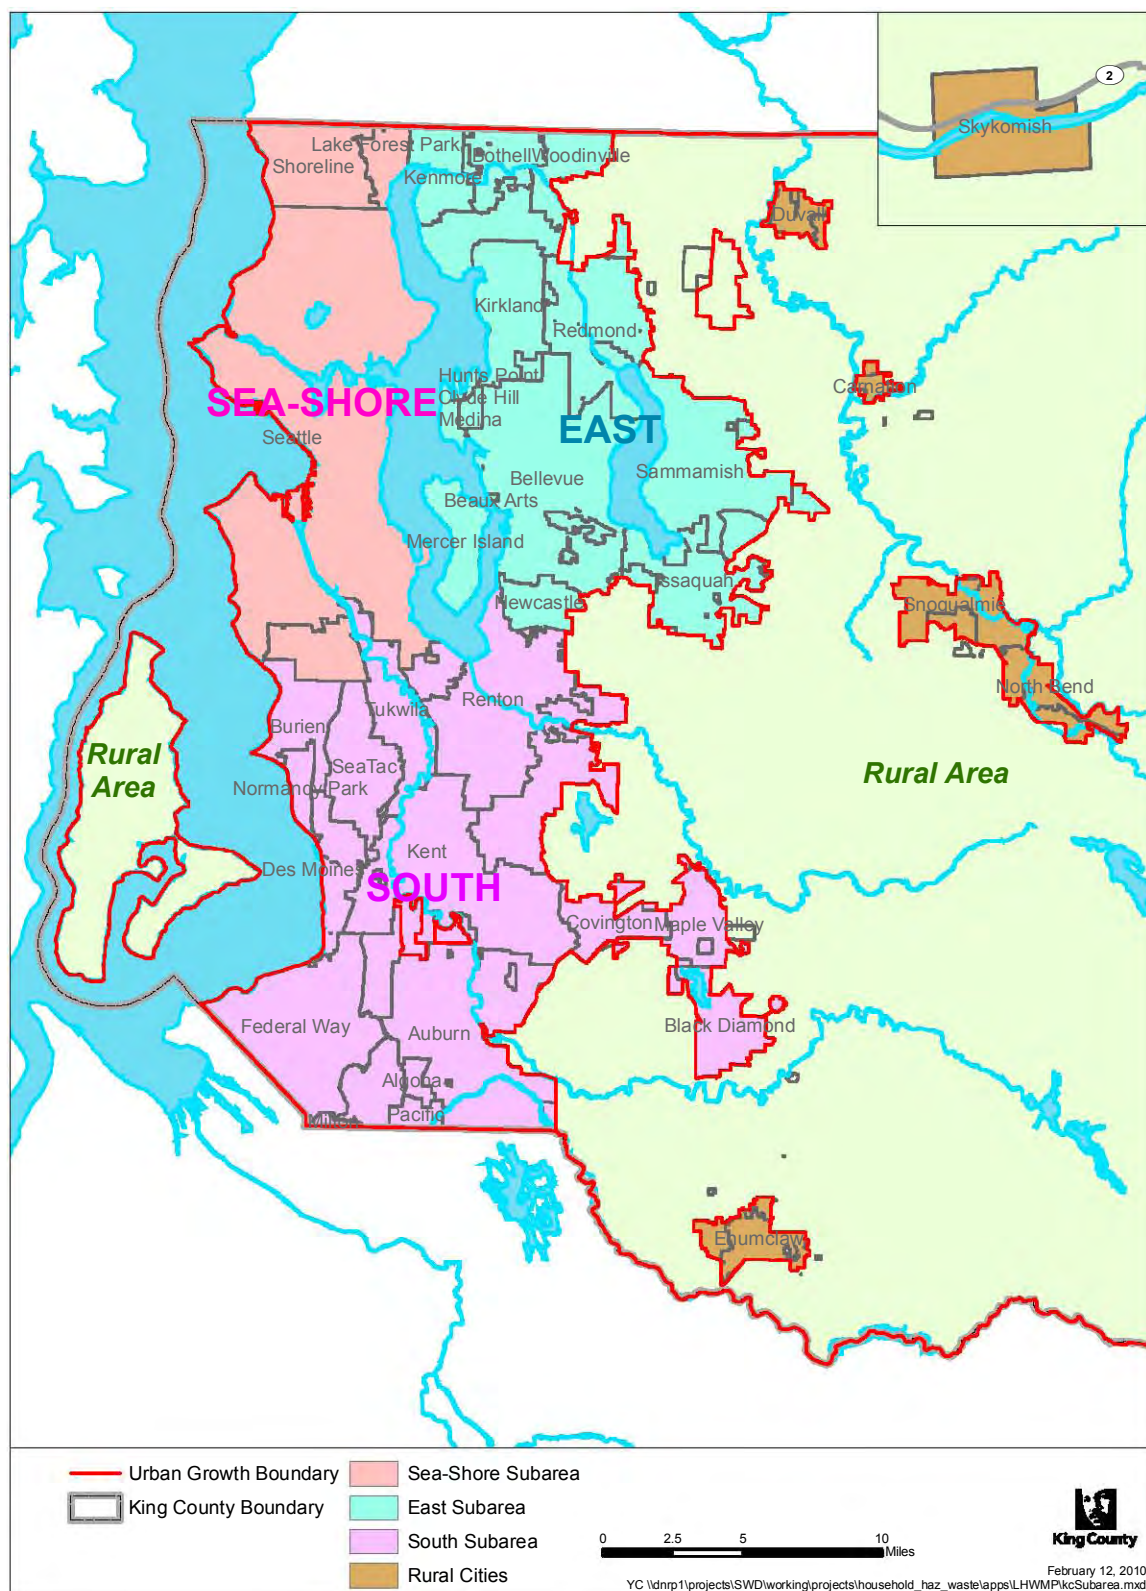 2
Skykomish
Lake Forest Park
Shoreline
Bothell
Woodinville
Kenmore
Duvall
Kirkland
Redmond
Hunts Point
Clyde Hill
Medina
Carnation
SEA-SHORE
EAST
Seattle
Sammamish
Bellevue
Beaux Arts
Mercer Island
Issaquah
Newcastle
Snoqualmie
North Bend
Renton
Tukwila
Burien
Rural
Area
SeaTac
Normandy Park
Rural Area
Kent
Des Moines
SOUTH
Covington
Maple Valley
Federal Way
Auburn
Black Diamond
Algona
Pacific
Milton
Enumclaw
Urban Growth Boundary
King County Boundary
Sea-Shore Subarea
East Subarea
South Subarea
Rural Cities
0 2.5 5 10
Miles
King County
February 12, 2010
YC \\dnrp1\projects\SWD\working\projects\household_haz_waste\apps\LHWMP\kcSubarea.mxd